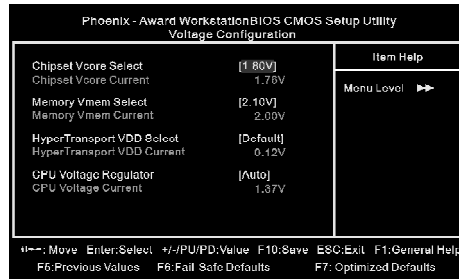 Phoenix - Award WorkstationBIOS CMOS Setup Utility
Voltage Configuration
Item Help
Chipset Vcore Select [1.80V]
Chipset Vcore Current 1.76V
Menu Level ▶▶
Memory Vmem Select [2.10V]
Memory Vmem Current 2.00V
HyperTransport VDD Select [Default]
HyperTransport VDD Current 0.12V
CPU Voltage Regulator [Auto]
CPU Voltage Current 1.37V
↑↓→←: Move Enter:Select +/-/PU/PD:Value F10:Save ESC:Exit F1:General Help
F5:Previous Values F6:Fail Safe Defaults F7: Optimized Defaults